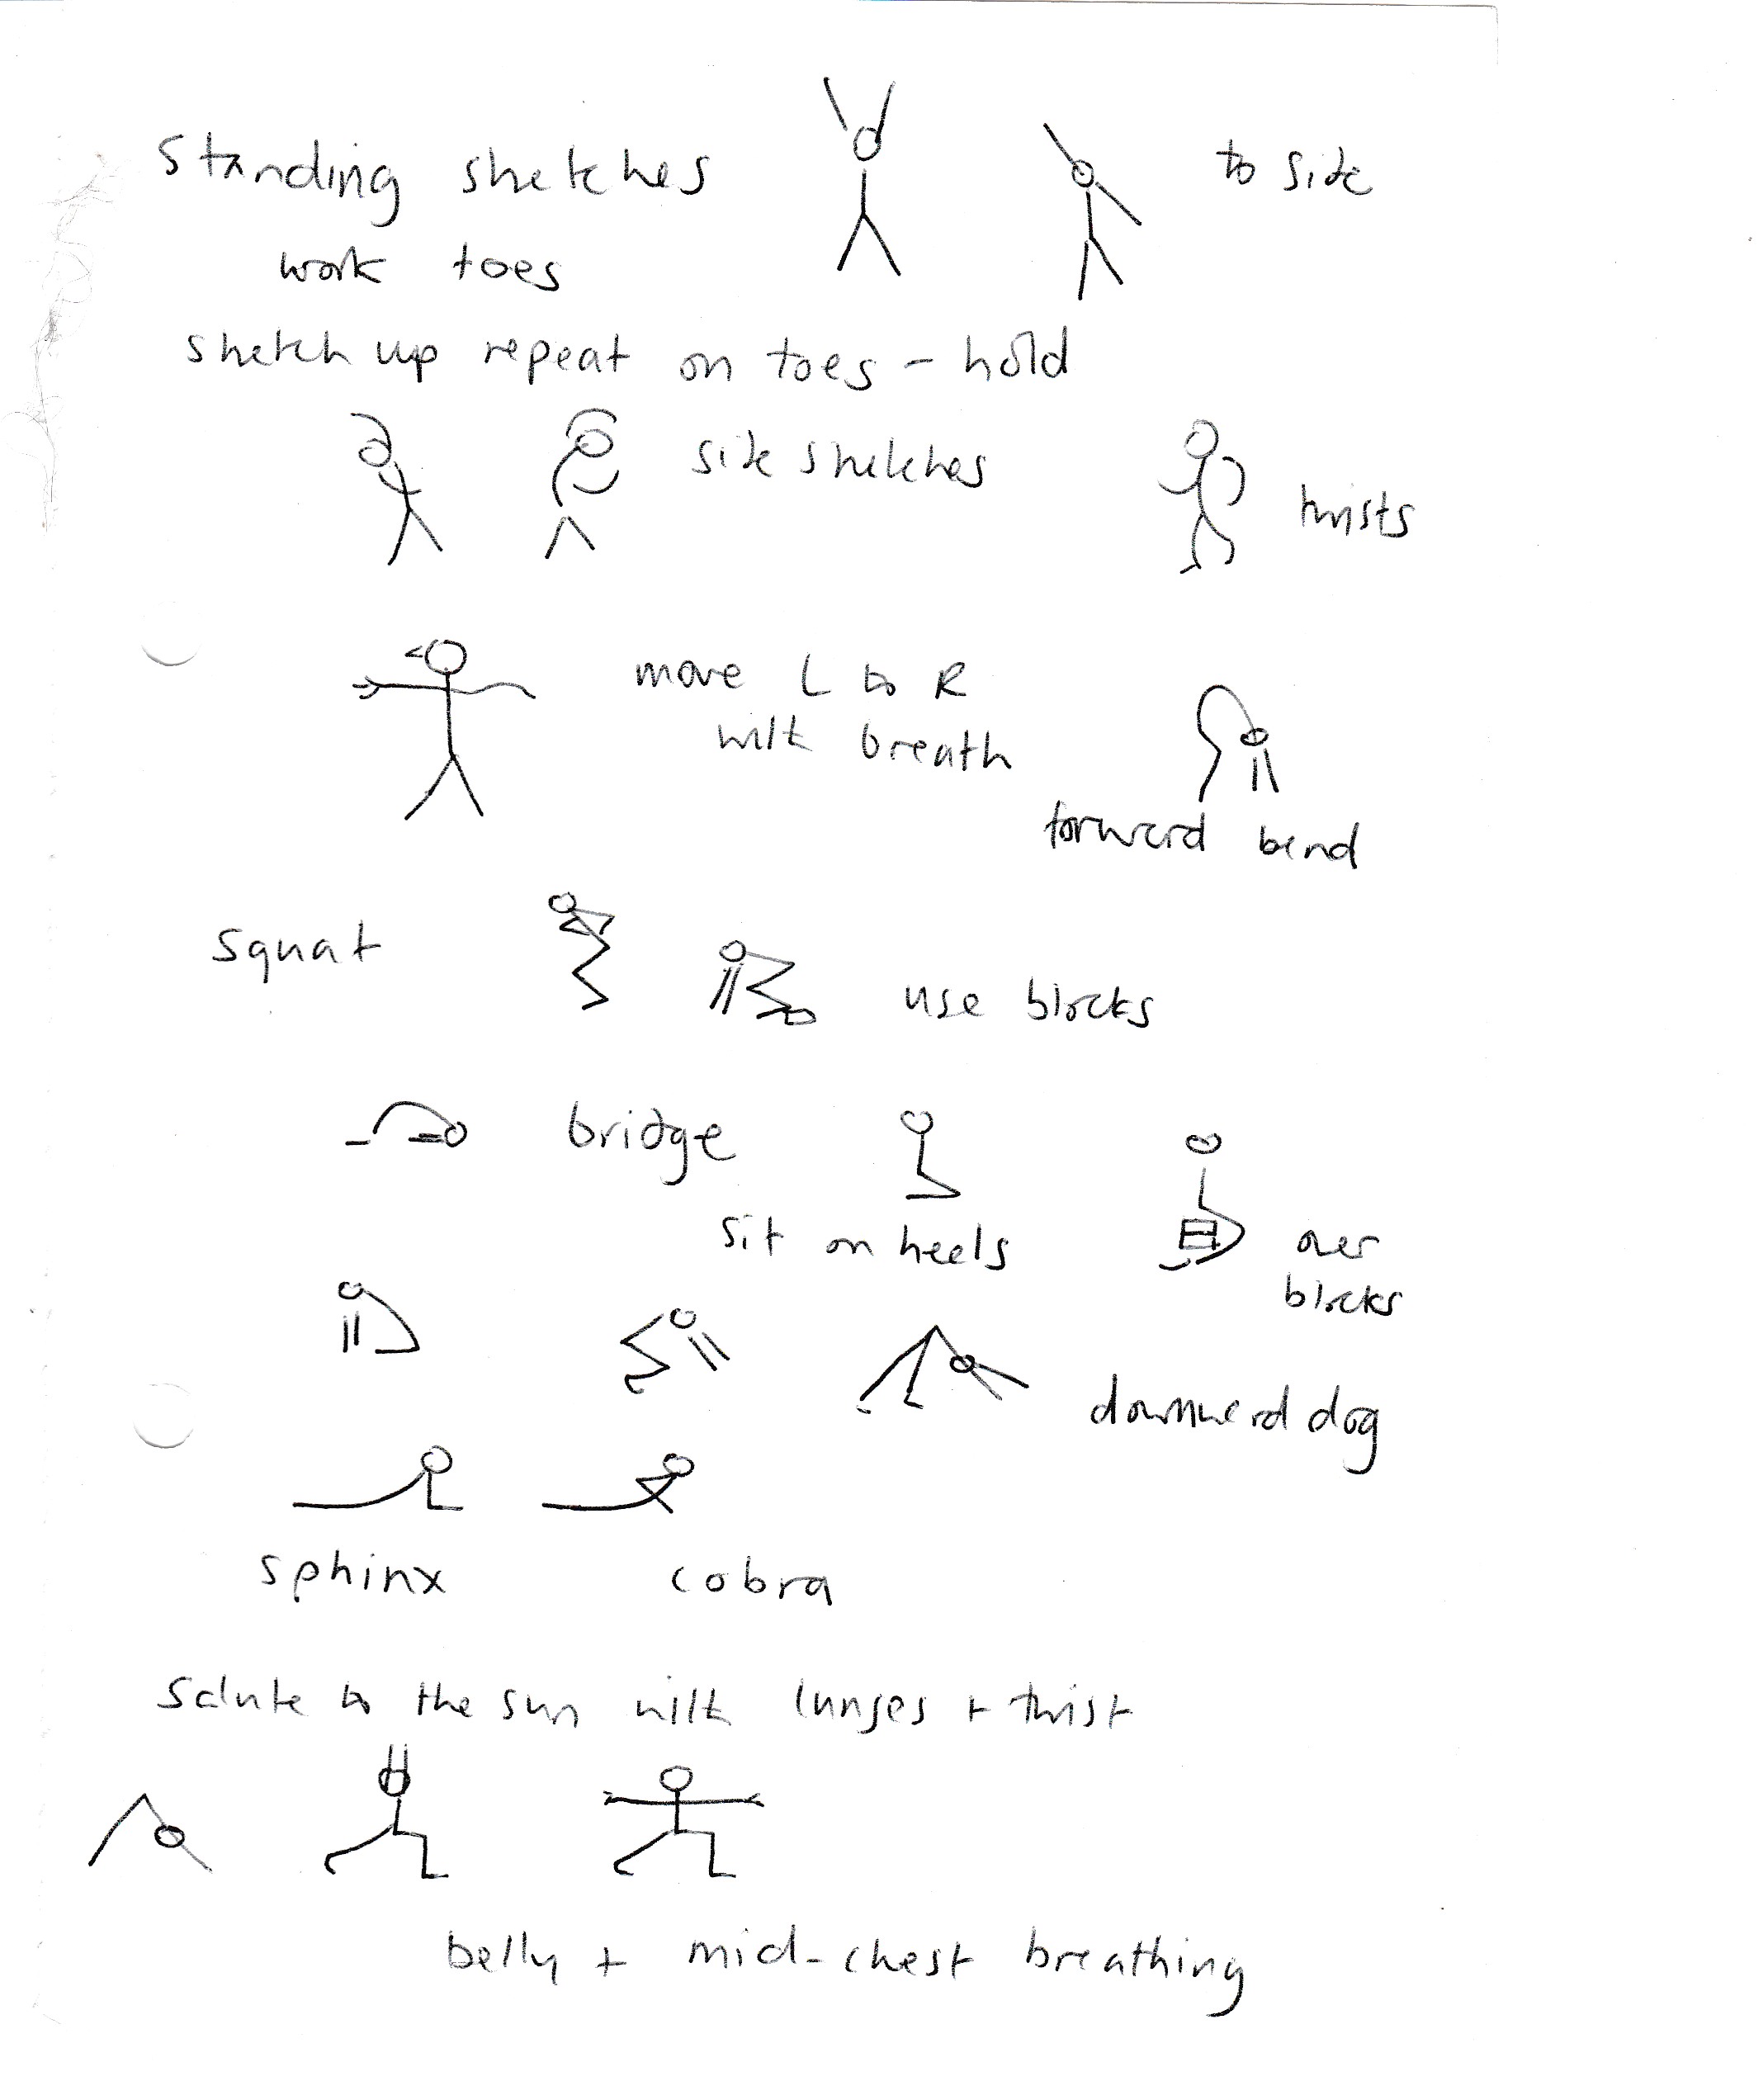 Standing stretches
to side
work toes
stretch up repeat on toes - hold
side stretches
twists
move L to R
with breath
forward bend
squat
use blocks
bridge
sit on heels
over
blocks
downward dog
sphinx
cobra
salute to the sun with lunges + twist
belly + mid-chest breathing